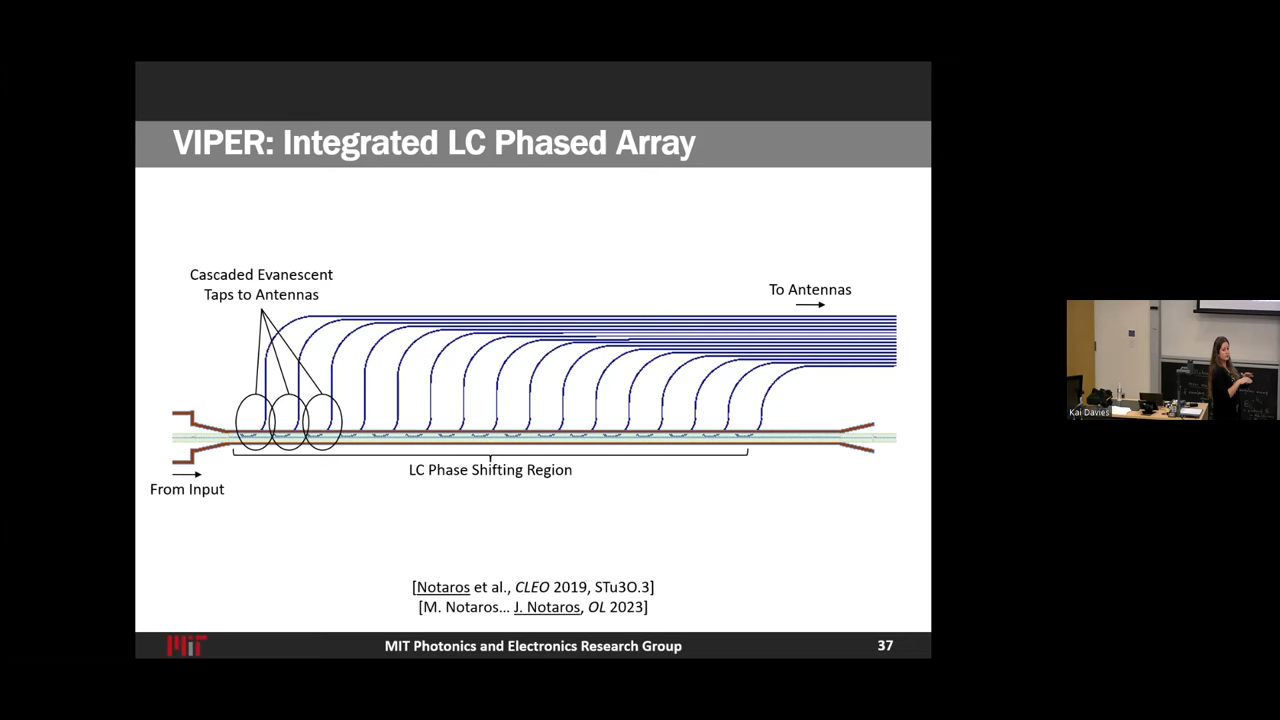 VIPER: Integrated LC Phased Array
Cascaded Evanescent
Taps to Antennas
To Antennas
LC Phase Shifting Region
From Input
[Notaros et al., CLEO 2019, STu3O.3]
[M. Notaros... J. Notaros, OL 2023]
MIT
MIT Photonics and Electronics Research Group
37
Kai Davies